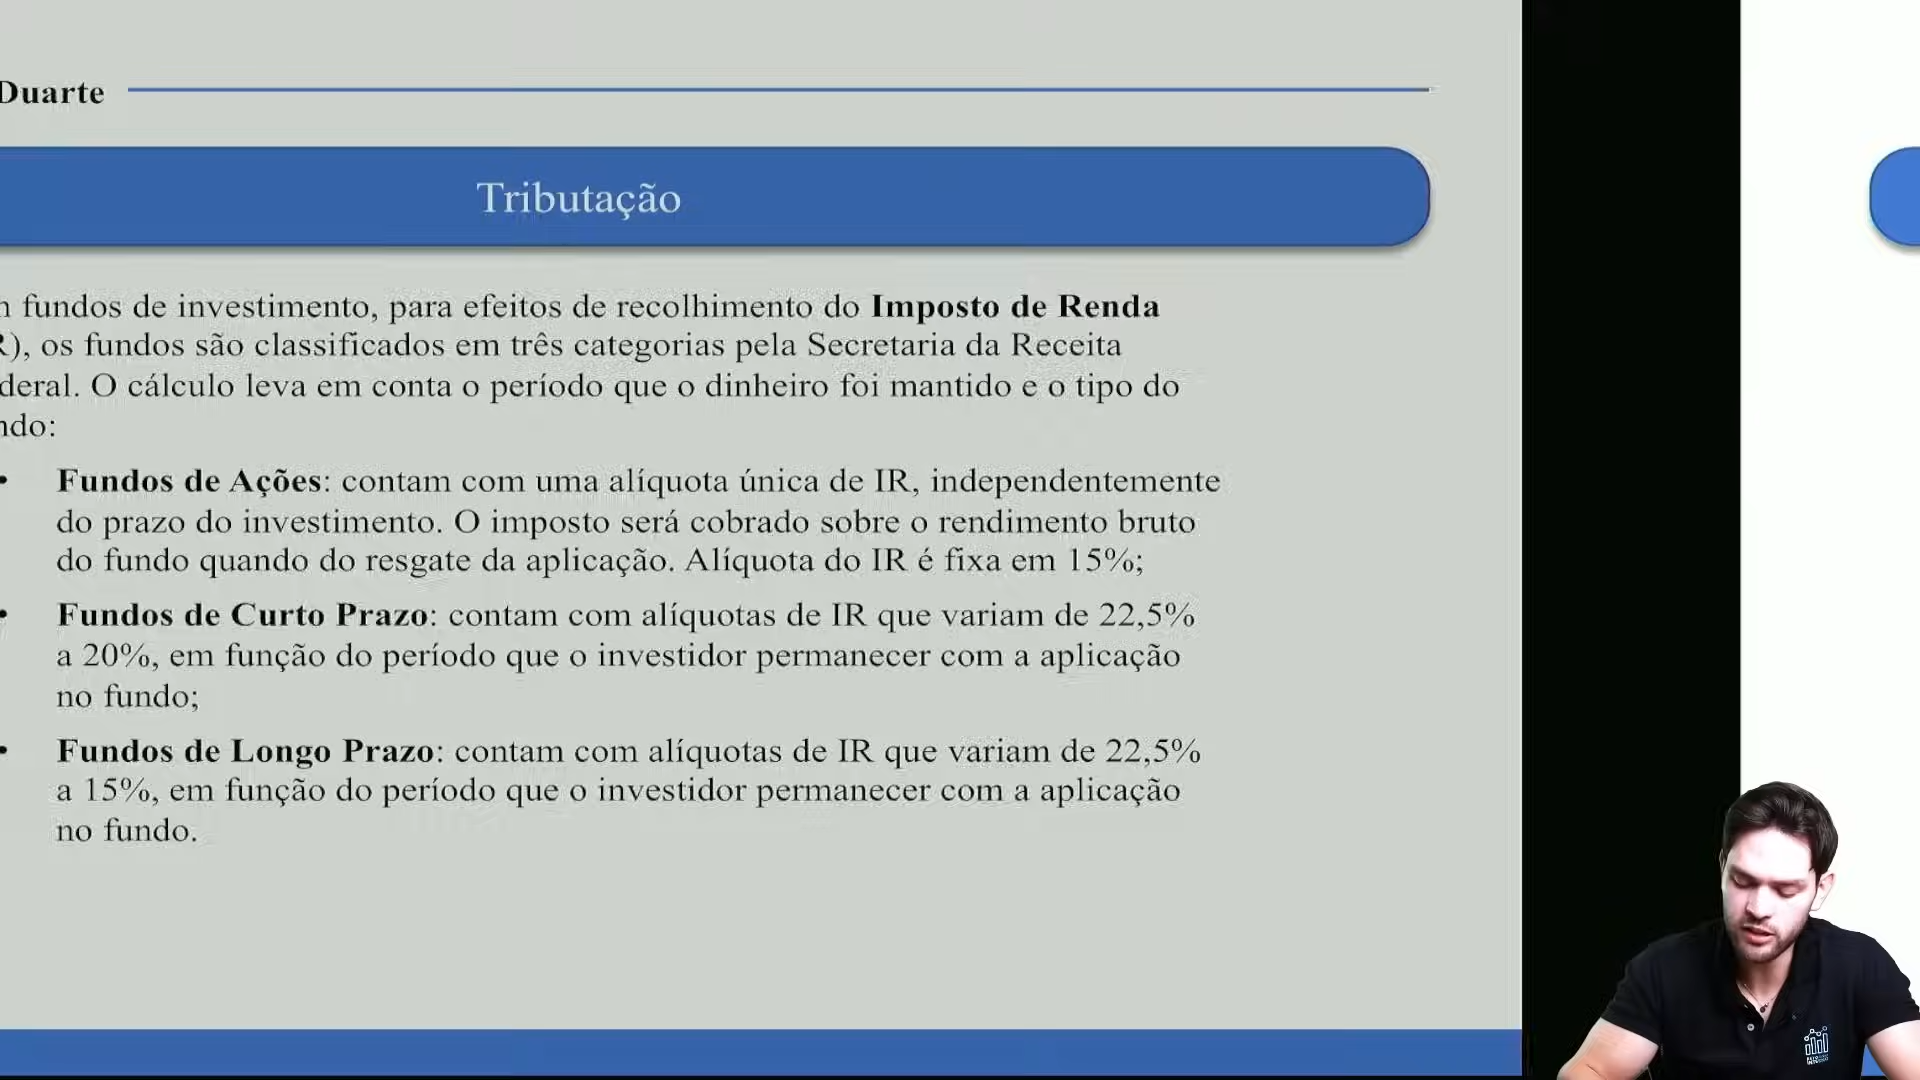 Duarte
Tributação
fundos de investimento, para efeitos de recolhimento do Imposto de Renda
), os fundos são classificados em três categorias pela Secretaria da Receita
deral. O cálculo leva em conta o período que o dinheiro foi mantido e o tipo do
ndo:
• Fundos de Ações: contam com uma alíquota única de IR, independentemente
do prazo do investimento. O imposto será cobrado sobre o rendimento bruto
do fundo quando do resgate da aplicação. Alíquota do IR é fixa em 15%;
• Fundos de Curto Prazo: contam com alíquotas de IR que variam de 22,5%
a 20%, em função do período que o investidor permanecer com a aplicação
no fundo;
• Fundos de Longo Prazo: contam com alíquotas de IR que variam de 22,5%
a 15%, em função do período que o investidor permanecer com a aplicação
no fundo.